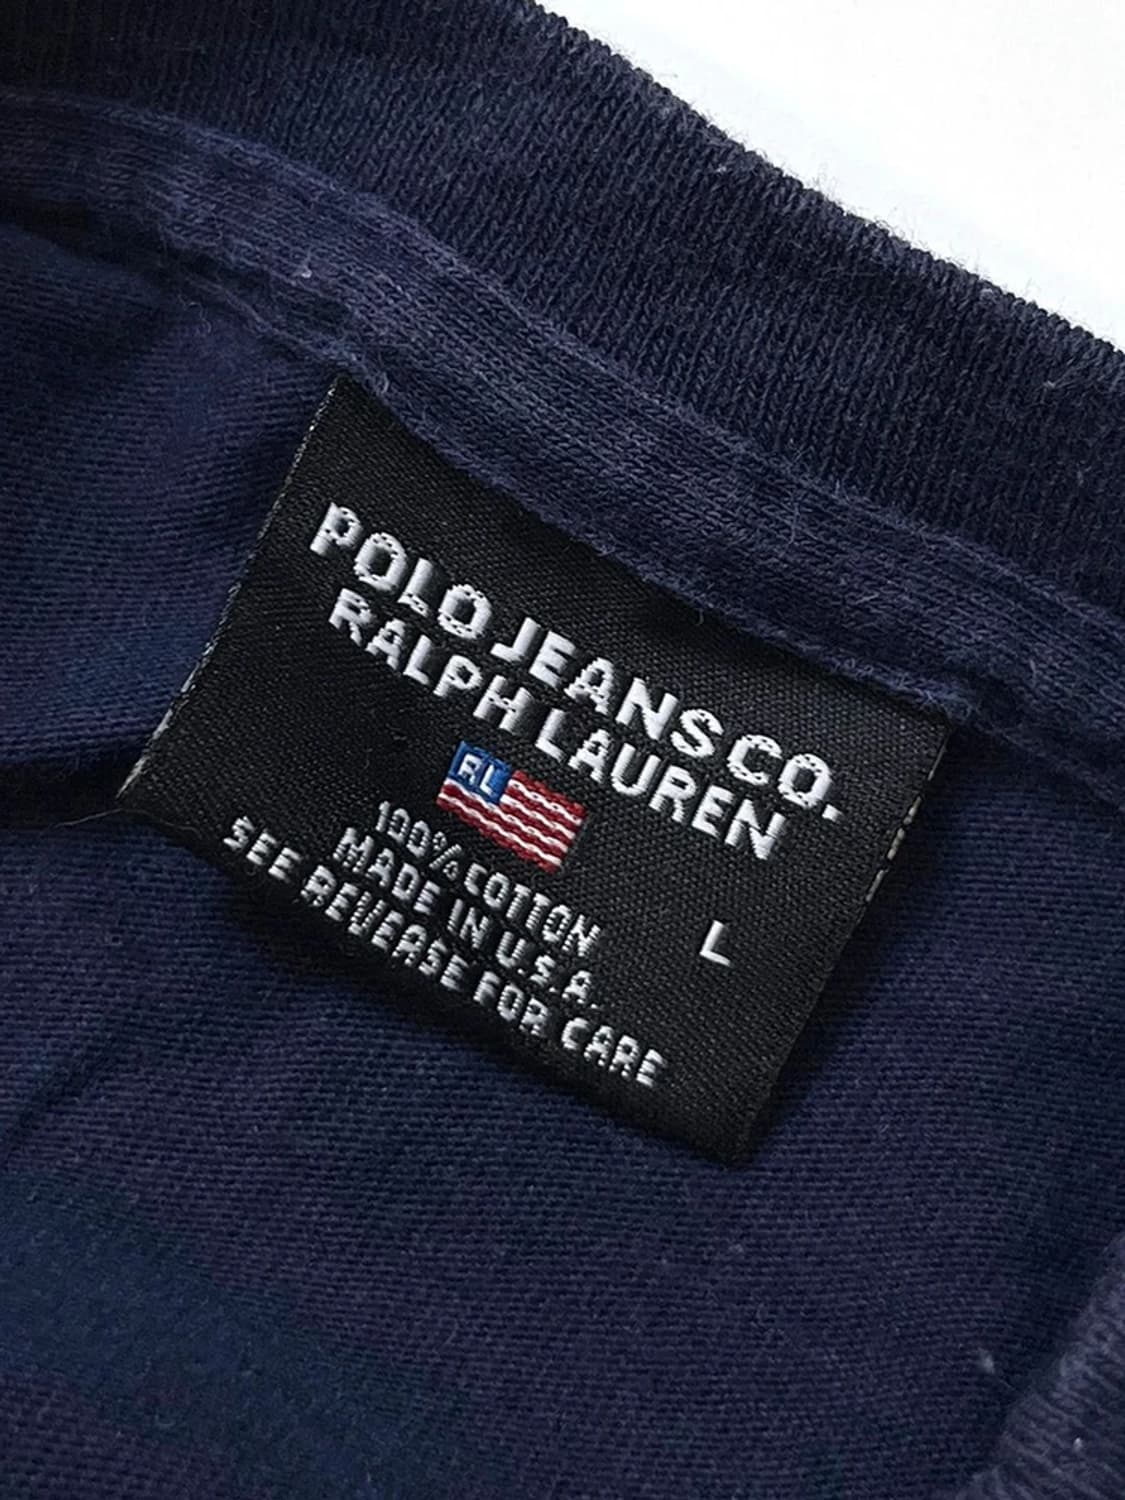 POLO JEANS CO.
RALPH LAUREN
RL
100% COTTON
MADE IN U.S.A.
SEE REVERSE FOR CARE
L